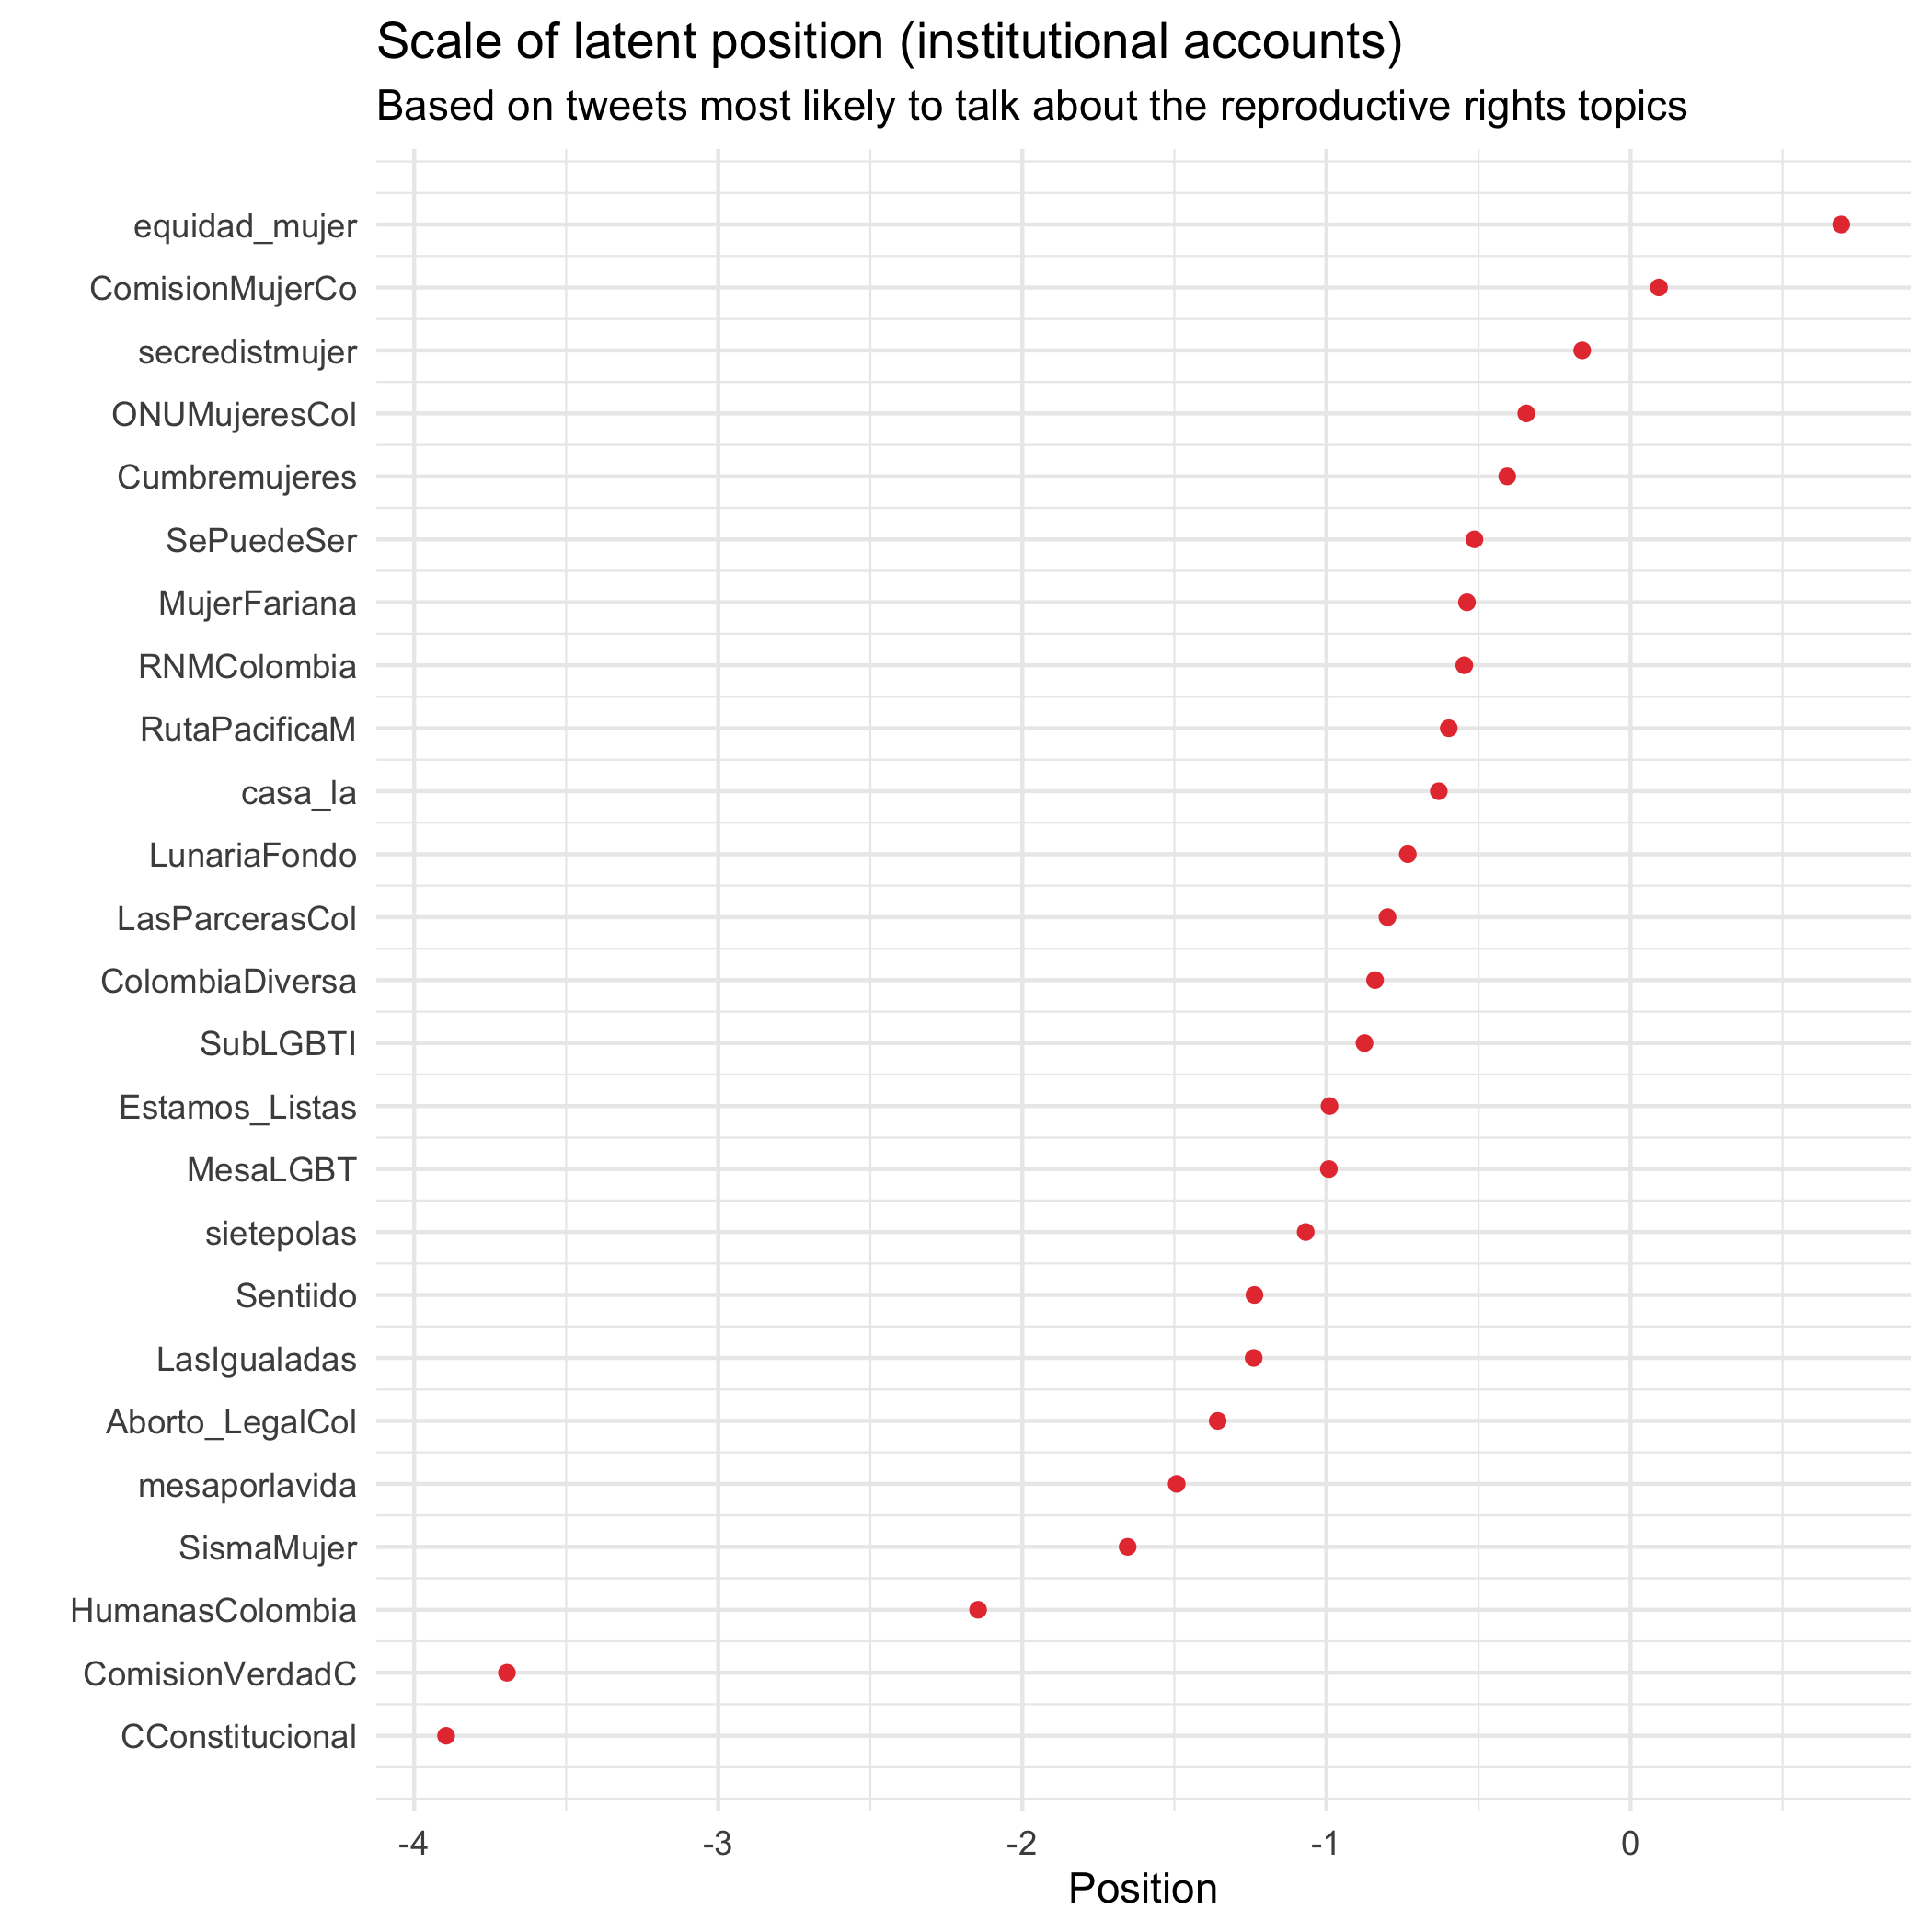 Scale of latent position (institutional accounts)
Based on tweets most likely to talk about the reproductive rights topics
equidad_mujer
ComisionMujerCo
secredistmujer
ONUMujeresCol
Cumbremujeres
SePuedeSer
MujerFariana
RNMColombia
RutaPacificaM
casa_la
LunariaFondo
LasParcerasCol
ColombiaDiversa
SubLGBTI
Estamos_Listas
MesaLGBT
sietepolas
Sentiido
LasIgualadas
Aborto_LegalCol
mesaporlavida
SismaMujer
HumanasColombia
ComisionVerdadC
CConstitucional
-4 -3 -2 -1 0
Position